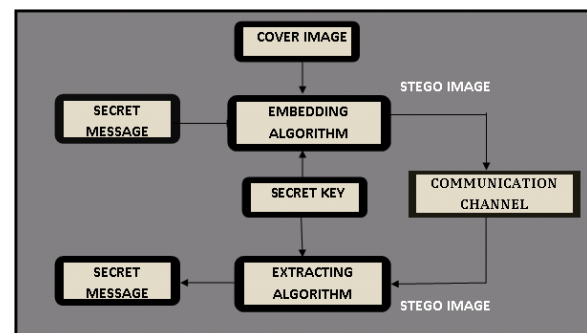 COVER IMAGE
STEGO IMAGE
SECRET
MESSAGE
EMBEDDING
ALGORITHM
SECRET KEY
COMMUNICATION
CHANNEL
SECRET
MESSAGE
EXTRACTING
ALGORITHM
STEGO IMAGE